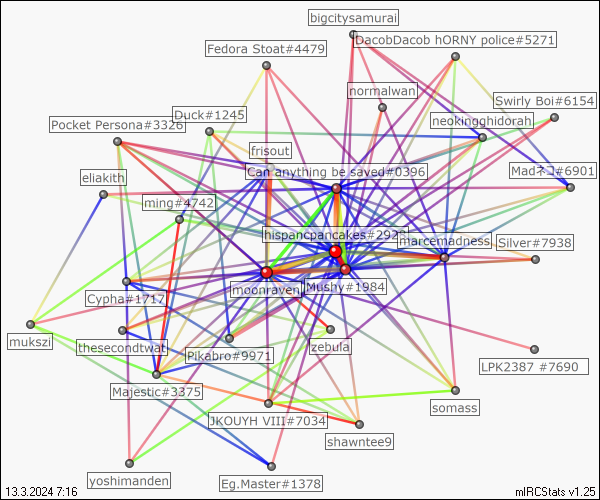 bigcitysamurai
DacobDacob hORNY police#5271
Fedora Stoat#4479
normalwan
Swirly Boi#6154
Duck#1245
Pocket Persona#3326
neokingghidorah
frisout
Can anything be saved#0396
Madネコ#6901
eliakith
ming#4742
hispancpancakes#2928
marcemadness
Silver#7938
moonraven
Mushy#1984
Cypha#1717
mukszi
thesecondtwat
Pikabro#9971
zebula
LPK2387 #7690
Majestic#3375
somass
JKOUYH VIII#7034
shawntee9
yoshimanden
Eg.Master#1378
13.3.2024 7:16
mIRCStats v1.25